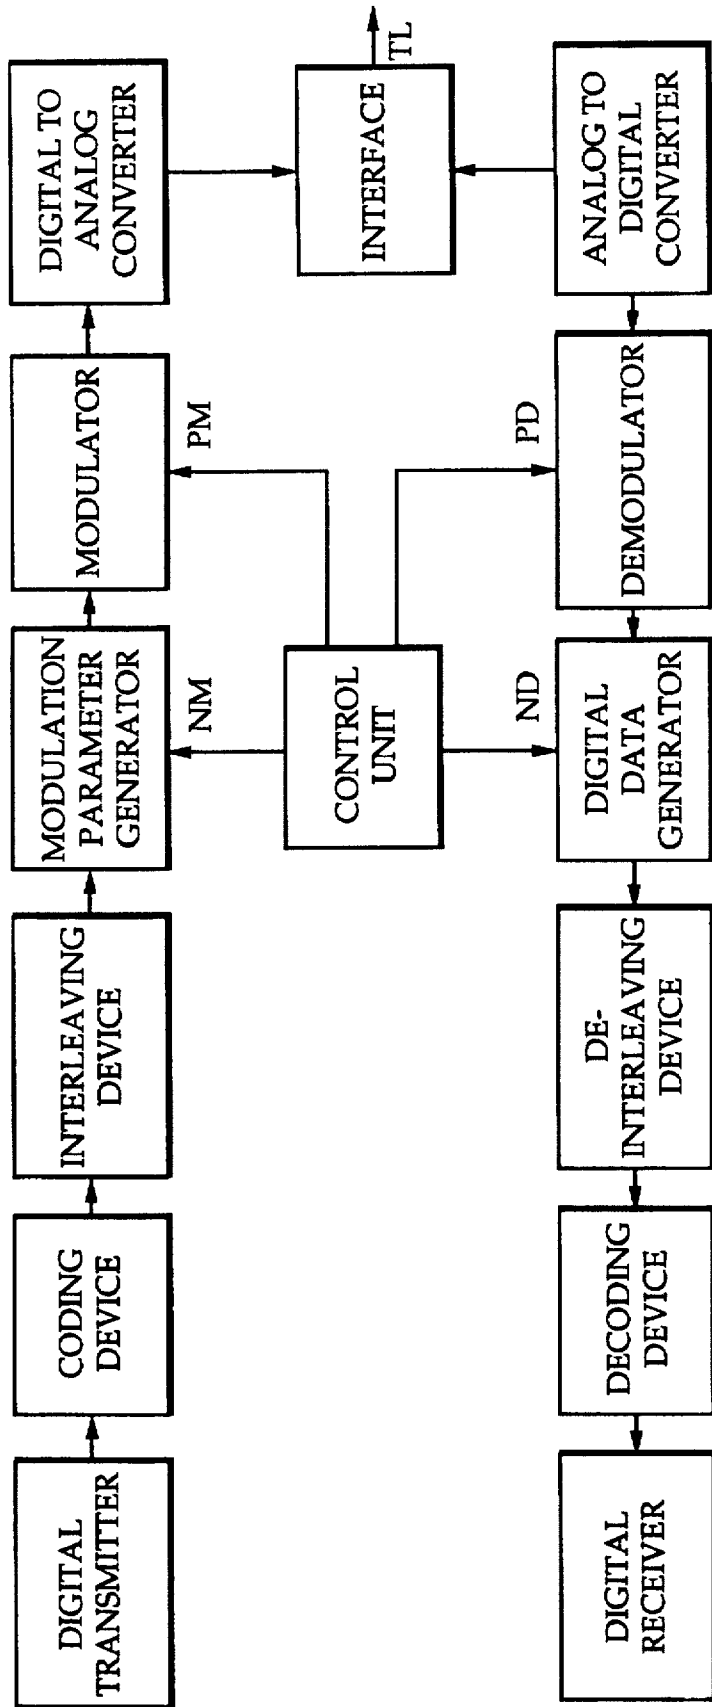 DIGITAL
TRANSMITTER
CODING
DEVICE
INTERLEAVING
DEVICE
MODULATION
PARAMETER
GENERATOR
MODULATOR
DIGITAL TO
ANALOG
CONVERTER
NM
PM
CONTROL
UNIT
INTERFACE
TL
ND
PD
DIGITAL
RECEIVER
DECODING
DEVICE
DE-
INTERLEAVING
DEVICE
DIGITAL
DATA
GENERATOR
DEMODULATOR
ANALOG TO
DIGITAL
CONVERTER